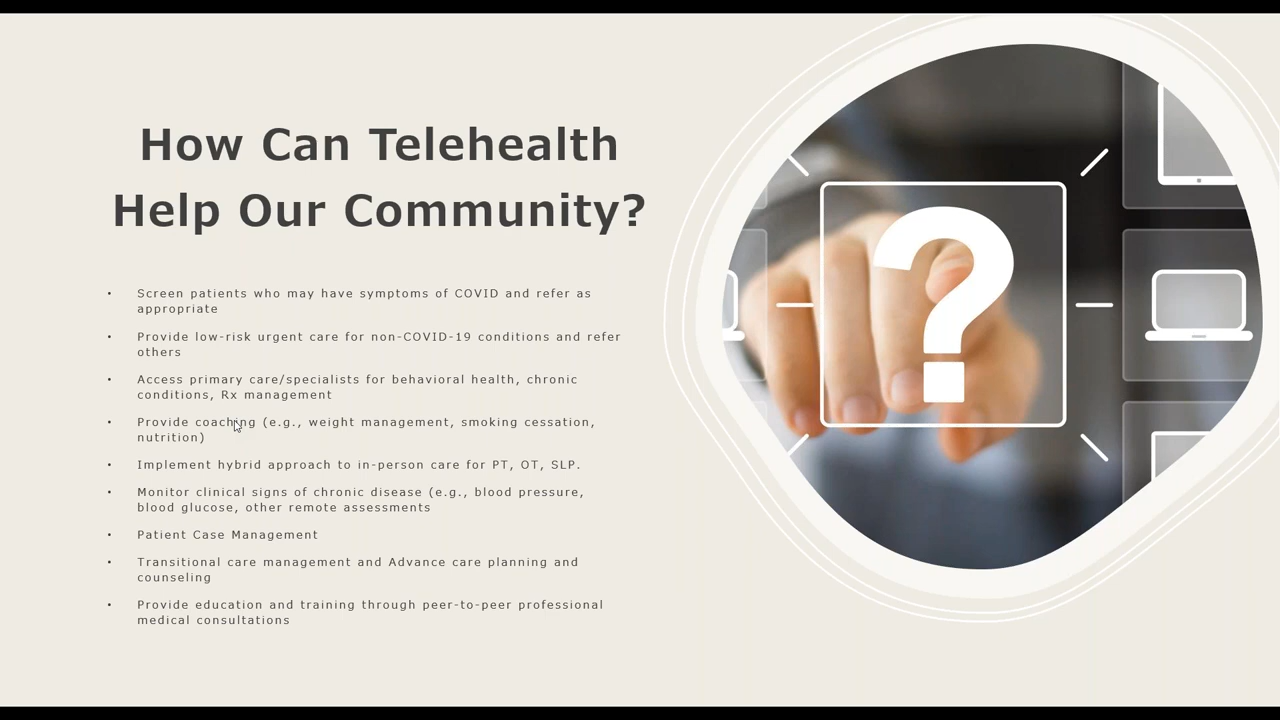 How Can Telehealth
Help Our Community?
• Screen patients who may have symptoms of COVID and refer as
appropriate
• Provide low-risk urgent care for non-COVID-19 conditions and refer
others
• Access primary care/specialists for behavioral health, chronic
conditions, Rx management
• Provide coaching (e.g., weight management, smoking cessation,
nutrition)
• Implement hybrid approach to in-person care for PT, OT, SLP.
• Monitor clinical signs of chronic disease (e.g., blood pressure,
blood glucose, other remote assessments
• Patient Case Management
• Transitional care management and Advance care planning and
counseling
• Provide education and training through peer-to-peer professional
medical consultations
?